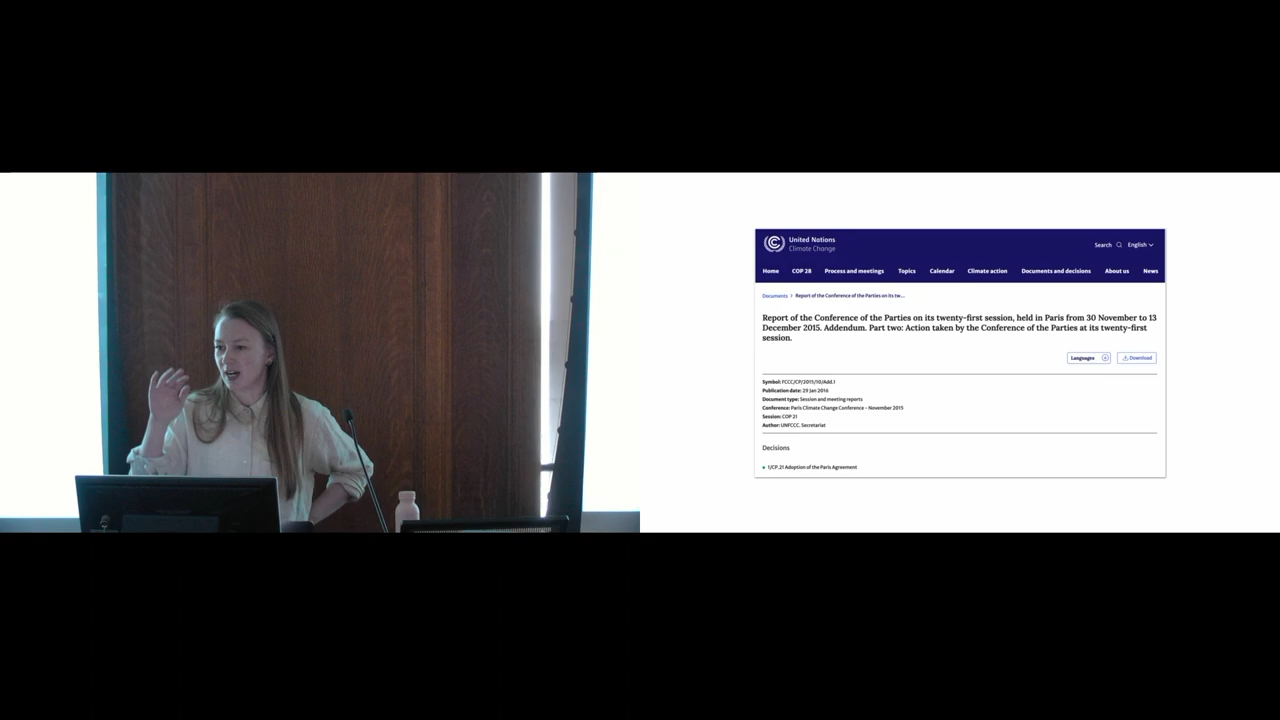 United Nations
Climate Change
Search English
Home COP 28 Process and meetings Topics Calendar Climate action Documents and decisions About us News
Documents > Report of the Conference of the Parties on its tw...
Report of the Conference of the Parties on its twenty-first session, held in Paris from 30 November to 13
December 2015. Addendum. Part two: Action taken by the Conference of the Parties at its twenty-first
session.
Languages Download
Symbol: FCCC/CP/2015/10/Add.1
Publication date: 29 Jan 2016
Document type: Session and meeting reports
Conference: Paris Climate Change Conference - November 2015
Session: COP 21
Author: UNFCCC. Secretariat
Decisions
1/CP.21 Adoption of the Paris Agreement